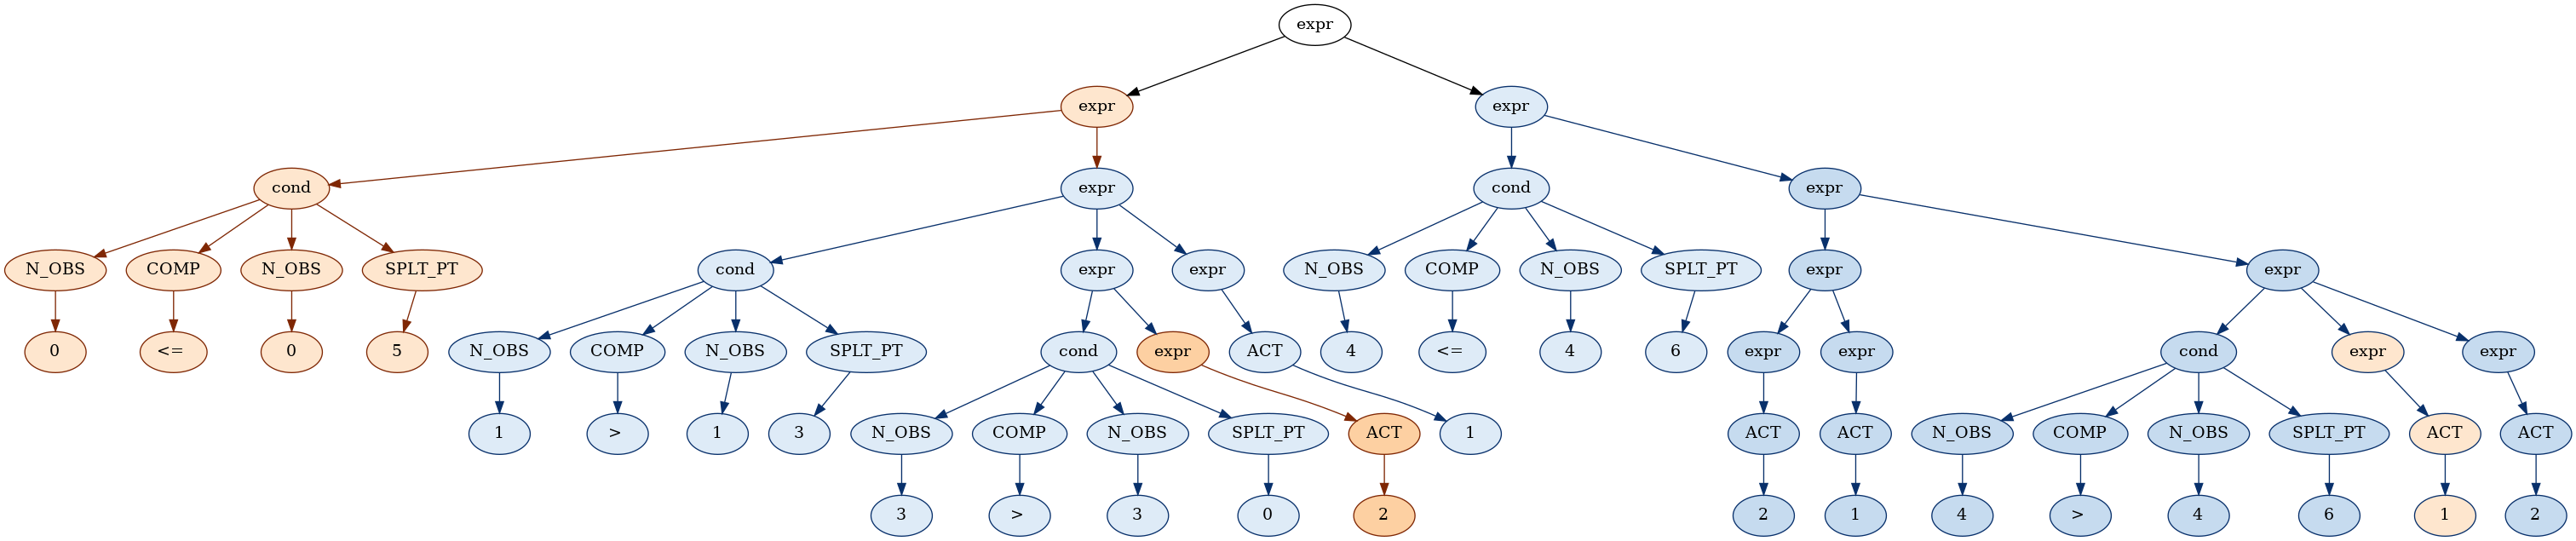 expr
expr expr
cond expr cond expr
N_OBS COMP N_OBS SPLT_PT cond expr expr N_OBS COMP N_OBS SPLT_PT expr expr
0 <= 0 5 N_OBS COMP N_OBS SPLT_PT cond expr ACT 4 <= 4 6 expr expr cond expr expr
1 > 1 3 N_OBS COMP N_OBS SPLT_PT ACT 1 ACT ACT N_OBS COMP N_OBS SPLT_PT ACT ACT
3 > 3 0 2 2 1 4 > 4 6 1 2